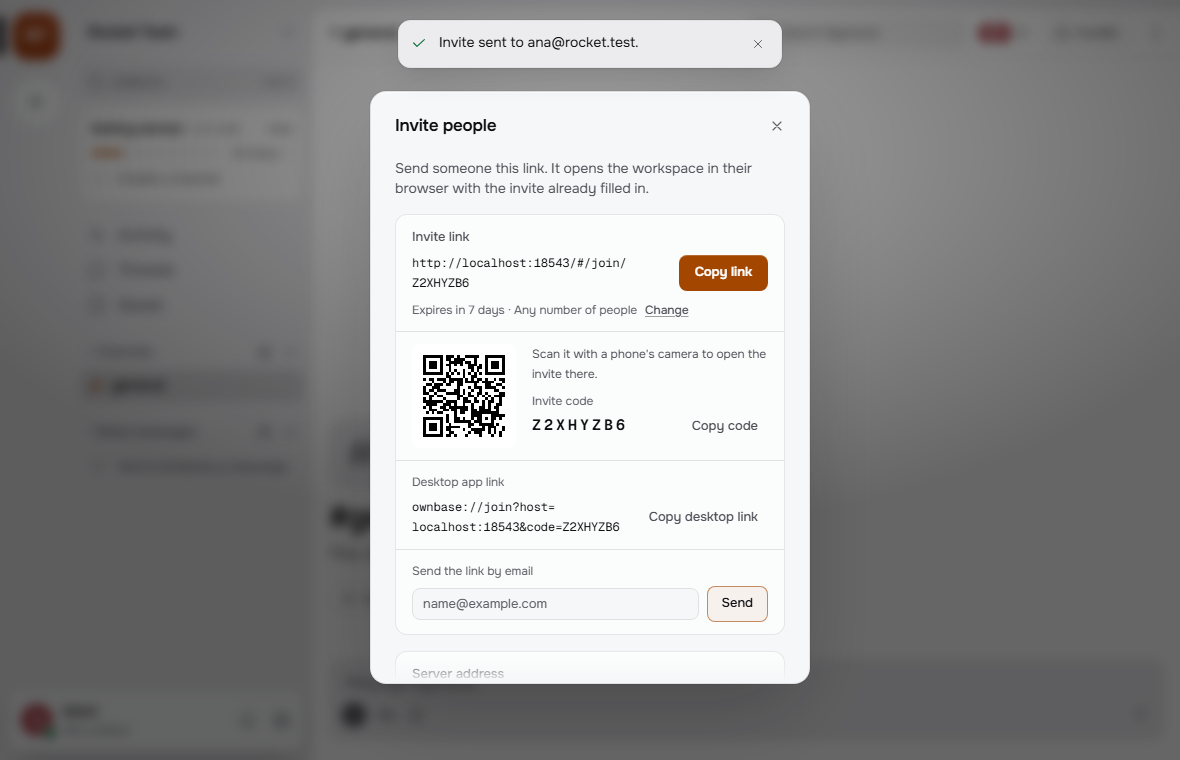 Invite sent to ana@rocket.test.
Invite people
Send someone this link. It opens the workspace in their
browser with the invite already filled in.
Invite link
http://localhost:18543/#/join/
Z2XHYZB6
Copy link
Expires in 7 days · Any number of people Change
Scan it with a phone's camera to open the
invite there.
Invite code
Z2XHYZB6
Copy code
Desktop app link
ownbase://join?host=
localhost:18543&code=Z2XHYZB6
Copy desktop link
Send the link by email
name@example.com
Send
Server address